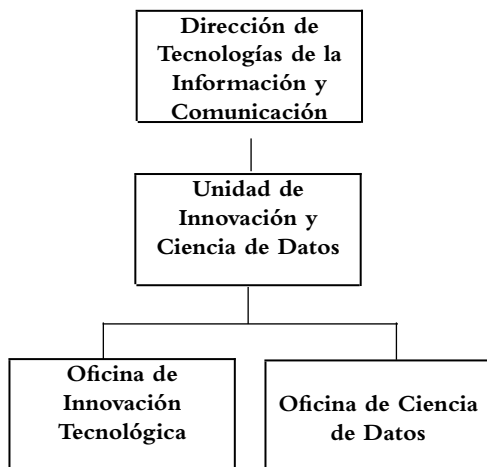 Dirección de
Tecnologías de la
Información y
Comunicación
Unidad de
Innovación y
Ciencia de Datos
Oficina de
Innovación
Tecnológica
Oficina de Ciencia
de Datos